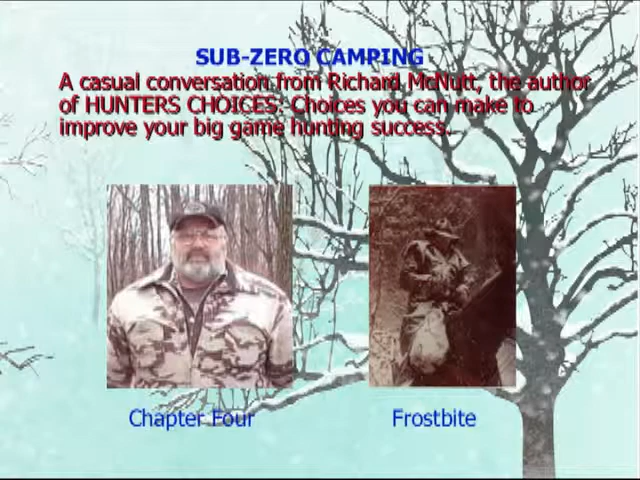 SUB-ZERO CAMPING
A casual conversation from Richard McNutt, the author
of HUNTERS CHOICES: Choices you can make to
improve your big game hunting success.
Chapter Four
Frostbite